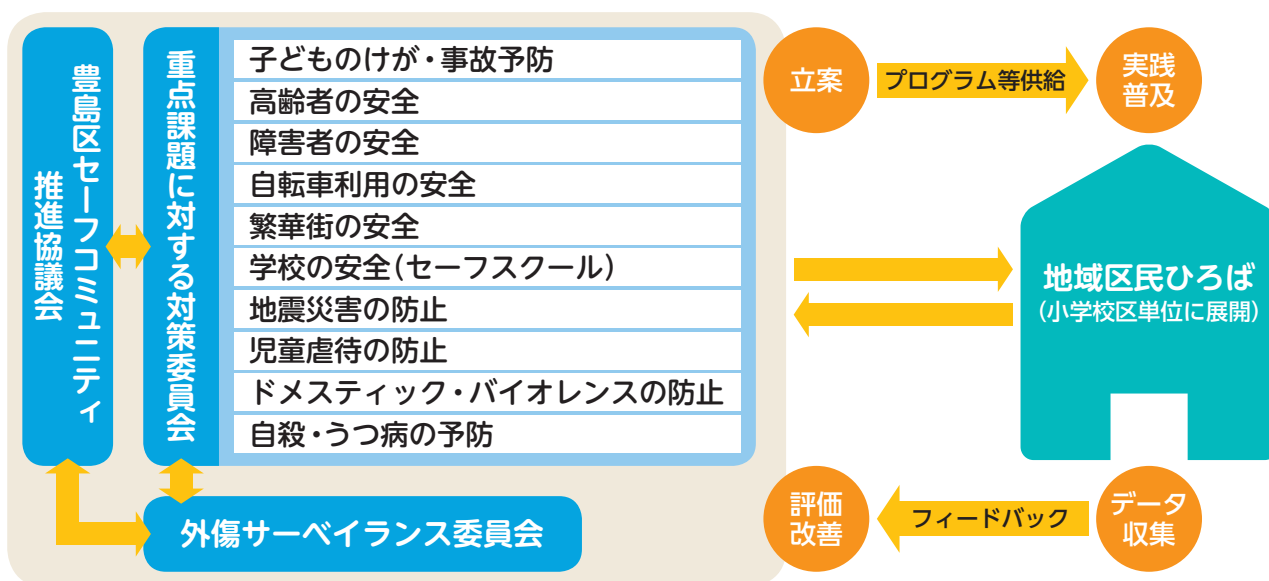 豊島区セーフコミュニティ
推進協議会
重点課題に対する対策委員会
子どものけが・事故予防
高齢者の安全
障害者の安全
自転車利用の安全
繁華街の安全
学校の安全(セーフスクール)
地震災害の防止
児童虐待の防止
ドメスティック・バイオレンスの防止
自殺・うつ病の予防
外傷サーベイランス委員会
立案
プログラム等供給
実践
普及
地域区民ひろば
(小学校区単位に展開)
データ
収集
フィードバック
評価
改善